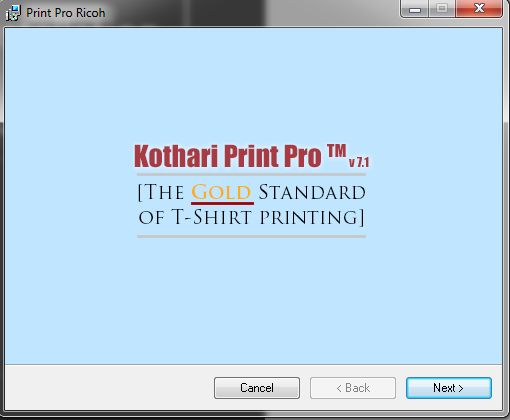 Print Pro Ricoh
Kothari Print Pro ™ v 7.1
[The Gold Standard
of T-Shirt printing]
Cancel
< Back
Next >